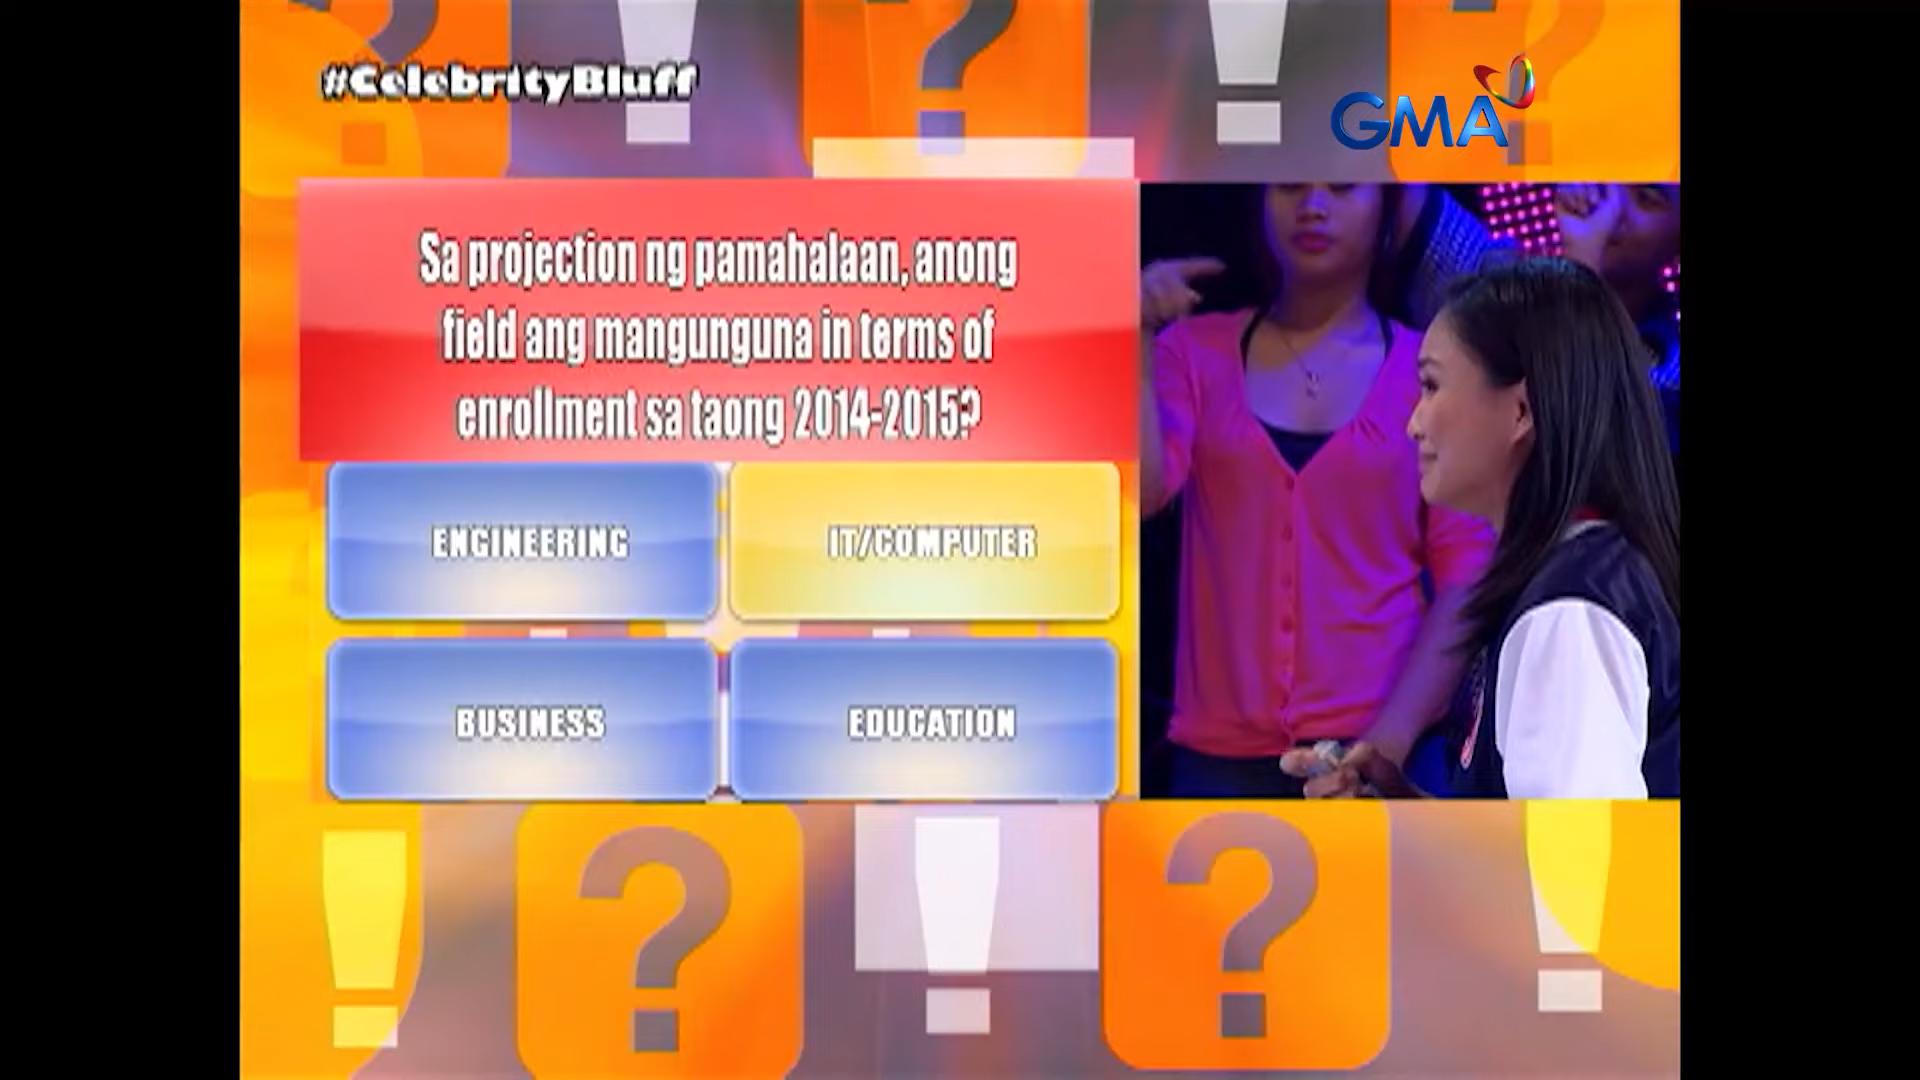 #CelebrityBluff
GMA
Sa projection ng pamahalaan, anong
field ang mangunguna in terms of
enrollment sa taong 2014-2015?
ENGINEERING
IT/COMPUTER
BUSINESS
EDUCATION